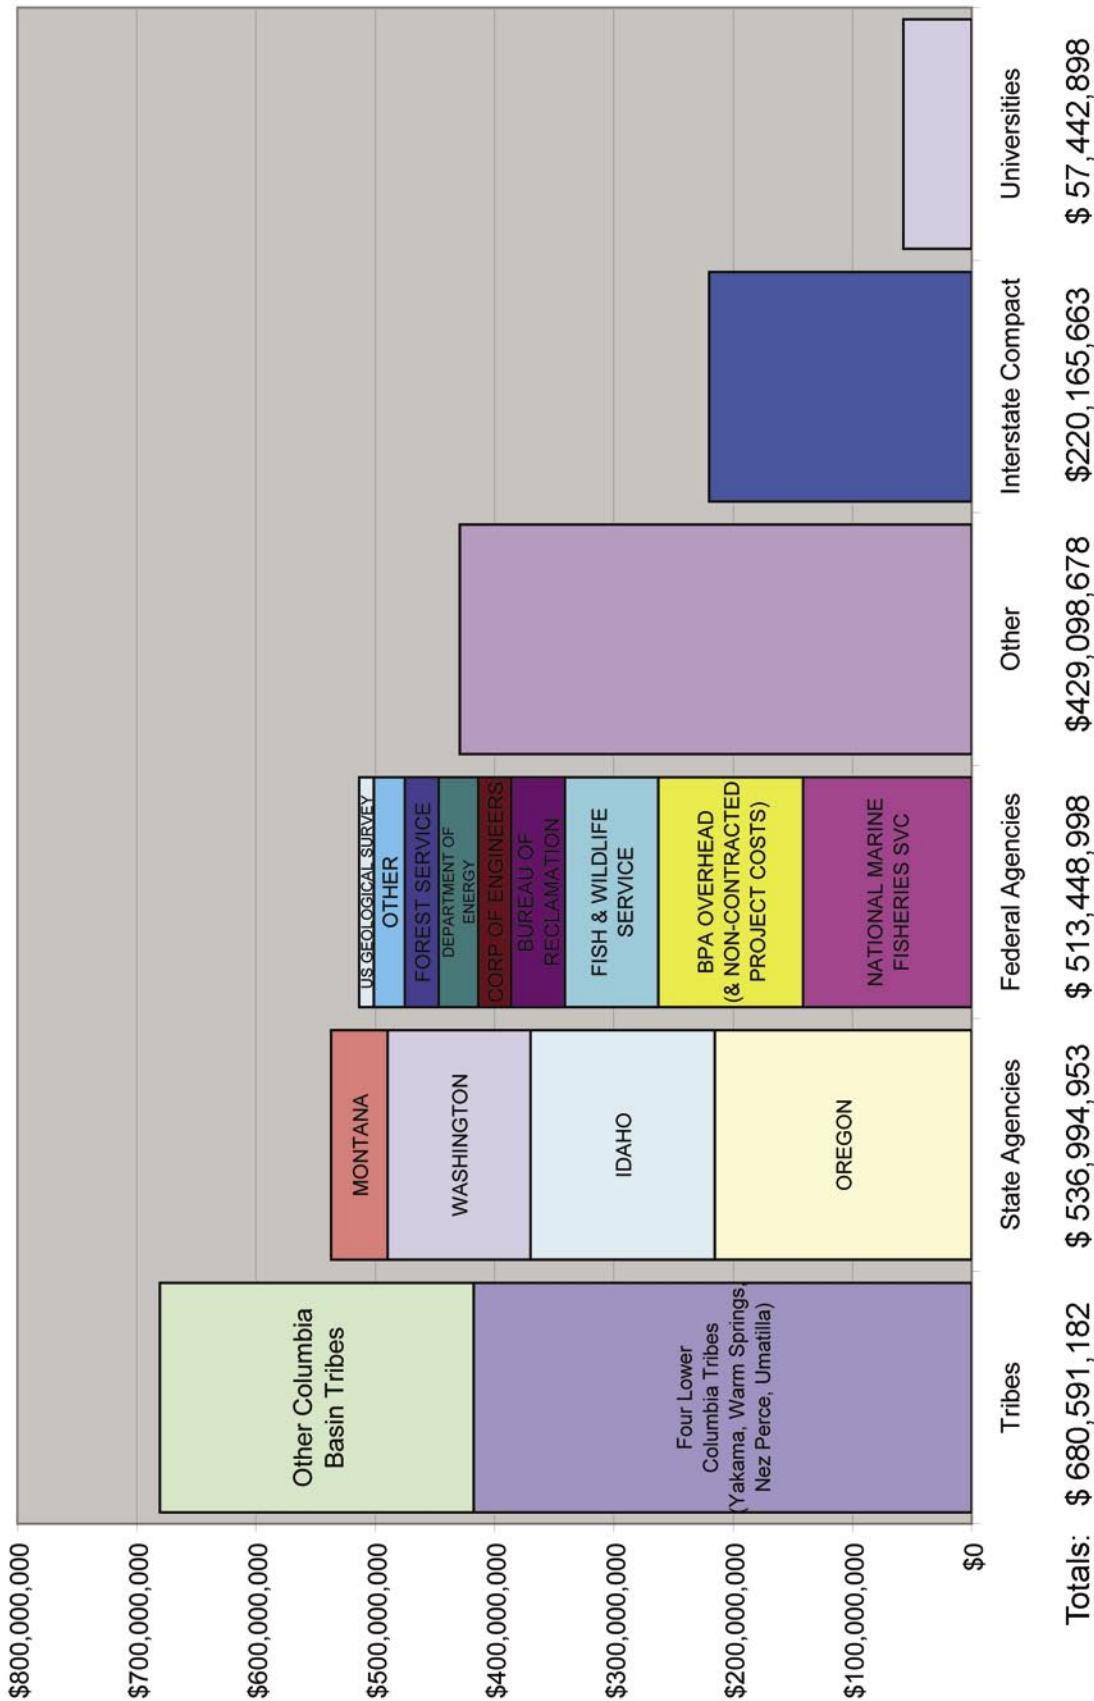 $800,000,000
$700,000,000
$600,000,000
$500,000,000
$400,000,000
$300,000,000
$200,000,000
$100,000,000
$0
Other Columbia
Basin Tribes
Four Lower
Columbia Tribes
(Yakama, Warm Springs,
Nez Perce, Umatilla)
MONTANA
WASHINGTON
IDAHO
OREGON
US GEOLOGICAL SURVEY
OTHER
FOREST SERVICE
DEPARTMENT OF
ENERGY
CORP OF ENGINEERS
BUREAU OF
RECLAMATION
FISH & WILDLIFE
SERVICE
BPA OVERHEAD
(& NON-CONTRACTED
PROJECT COSTS)
NATIONAL MARINE
FISHERIES SVC
Tribes State Agencies Federal Agencies Other Interstate Compact Universities
Totals: $ 680,591,182 $ 536,994,953 $ 513,448,998 $429,098,678 $220,165,663 $ 57,442,898